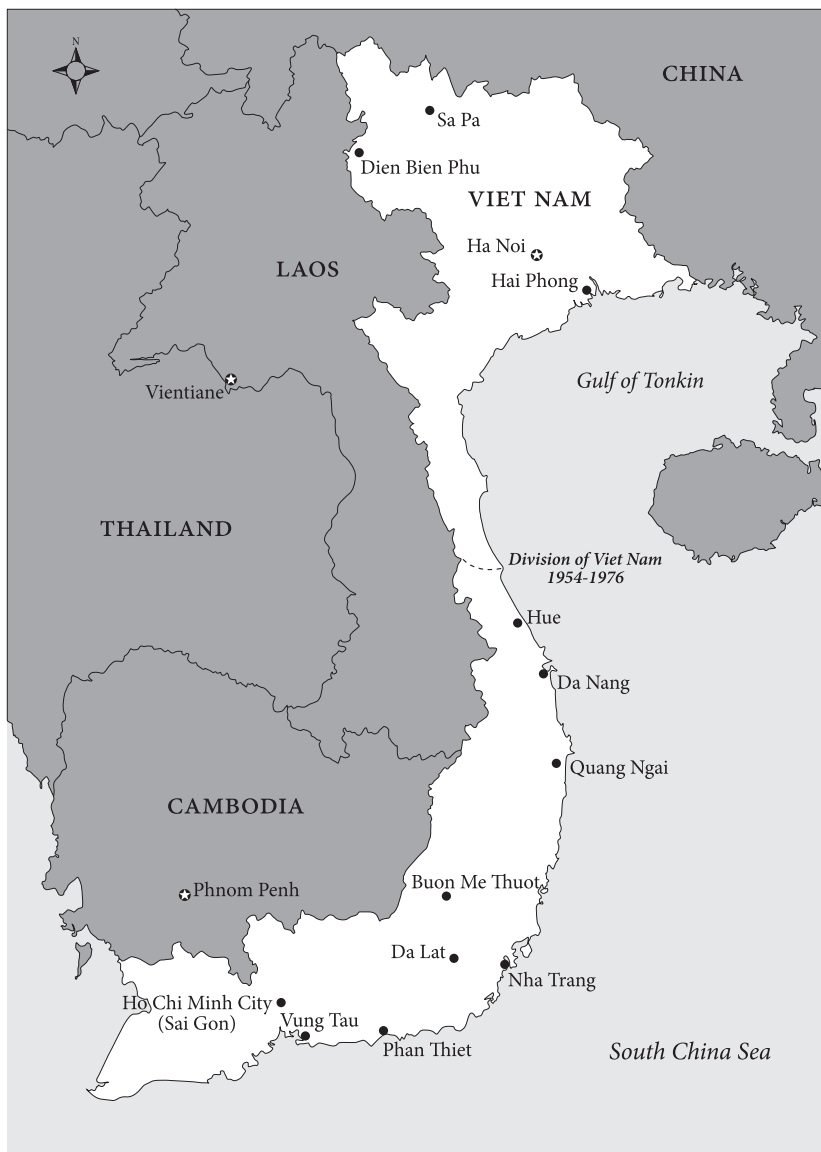 N
CHINA
Sa Pa
Dien Bien Phu
VIET NAM
Ha Noi
LAOS
Hai Phong
Gulf of Tonkin
Vientiane
THAILAND
Division of Viet Nam
1954-1976
Hue
Da Nang
Quang Ngai
CAMBODIA
Buon Me Thuot
Phnom Penh
Da Lat
Nha Trang
Ho Chi Minh City
(Sai Gon)
Vung Tau
Phan Thiet
South China Sea